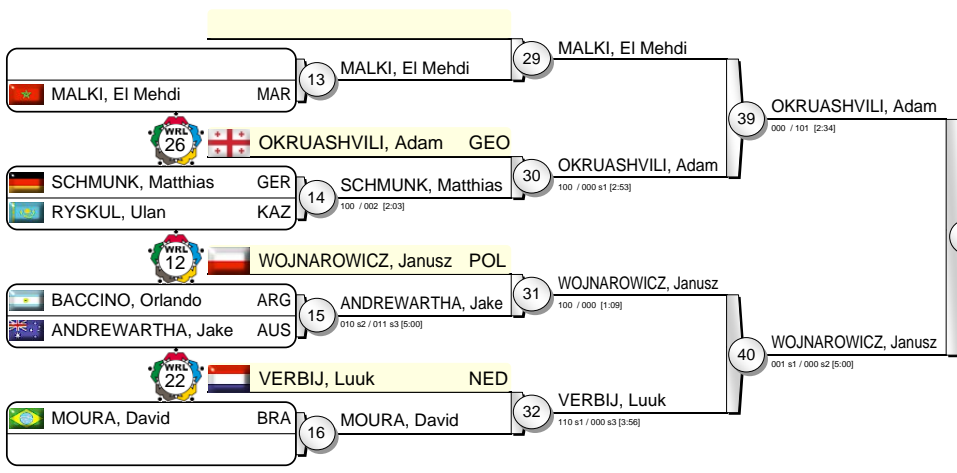 29
MALKI, El Mehdi
13
MALKI, El Mehdi
MALKI, El Mehdi MAR
39
OKRUASHVILI, Adam
000 / 101 [2:34]
WRL
26
OKRUASHVILI, Adam GEO
30
OKRUASHVILI, Adam
100 / 000 s1 [2:53]
SCHMUNK, Matthias GER
14
SCHMUNK, Matthias
100 / 002 [2:03]
RYSKUL, Ulan KAZ
WRL
12
WOJNAROWICZ, Janusz POL
31
WOJNAROWICZ, Janusz
100 / 000 [1:09]
BACCINO, Orlando ARG
15
ANDREWARTHA, Jake
010 s2 / 011 s3 [5:00]
ANDREWARTHA, Jake AUS
40
WOJNAROWICZ, Janusz
001 s1 / 000 s2 [5:00]
WRL
22
VERBIJ, Luuk NED
32
VERBIJ, Luuk
110 s1 / 000 s3 [3:56]
MOURA, David BRA
16
MOURA, David